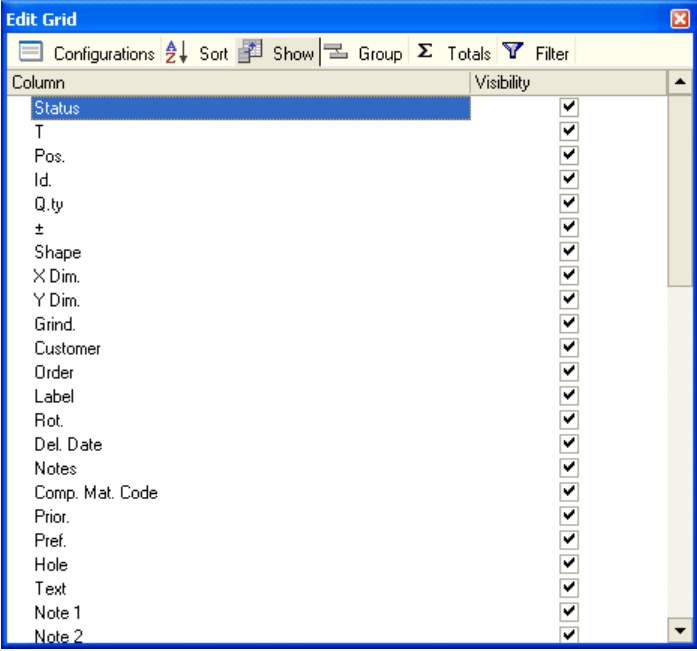 Edit Grid
Configurations Sort Show Group Σ Totals Filter
Column Visibility
Status
T
Pos.
Id.
Q.ty
±
Shape
X Dim.
Y Dim.
Grind.
Customer
Order
Label
Rot.
Del. Date
Notes
Comp. Mat. Code
Prior.
Pref.
Hole
Text
Note 1
Note 2